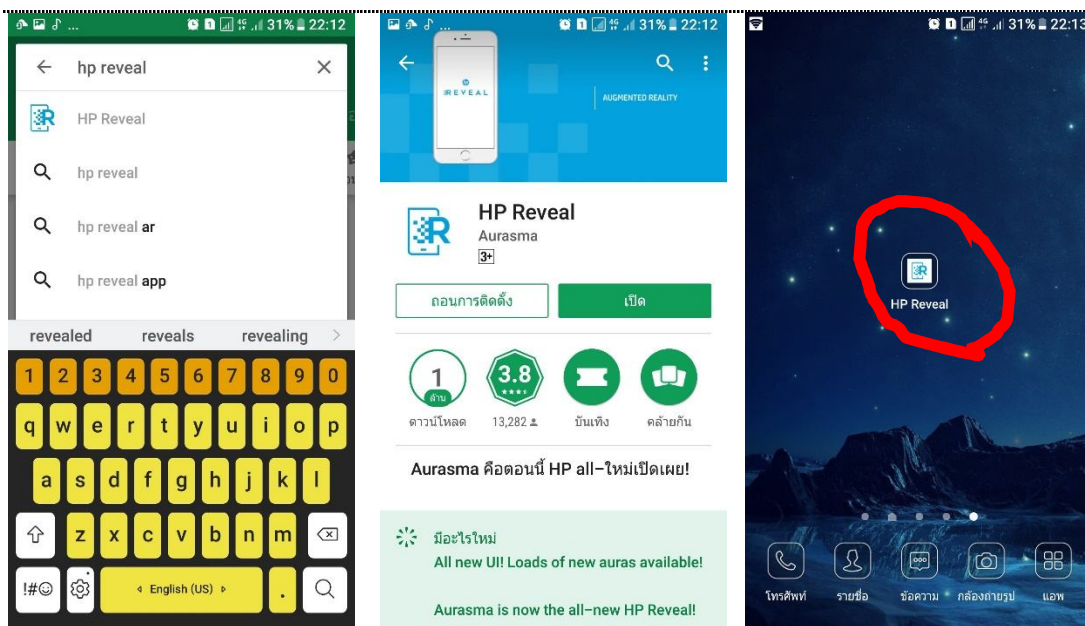 ... 31% 22:12
hp reveal
HP Reveal
hp reveal
hp reveal ar
hp reveal app
revealed reveals revealing
1 2 3 4 5 6 7 8 9 0
q w e r t y u i o p
a s d f g h j k l
z x c v b n m
!#☺ English (US) .
... 1 4G 31% 22:12
REVEAL
AUGMENTED REALITY
HP Reveal
Aurasma
3+
ถอนการติดตั้ง เปิด
1 ล้าน 3.8
ดาวน์โหลด 13,282 บันเทิง คล้ายกัน
Aurasma คือตอนนี้ HP all-ใหม่เปิดเผย!
มีอะไรใหม่
All new UI! Loads of new auras available!
Aurasma is now the all-new HP Reveal!
1 4G 31% 22:13
R
HP Reveal
โทรศัพท์ รายชื่อ ข้อความ กล้องถ่ายรูป แอพ